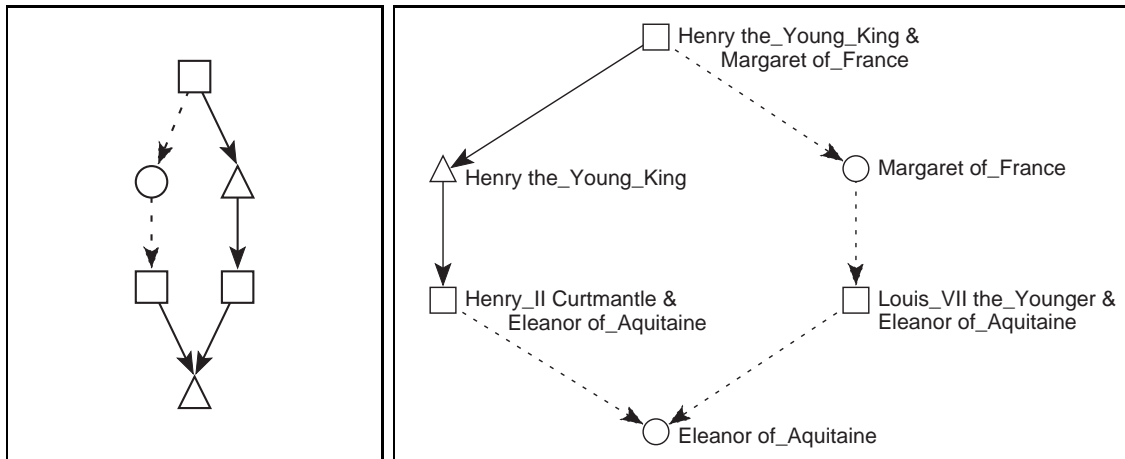 Henry the_Young_King &
Margaret of_France
Henry the_Young_King
Margaret of_France
Henry_II Curtmantle &
Eleanor of_Aquitaine
Louis_VII the_Younger &
Eleanor of_Aquitaine
Eleanor of_Aquitaine